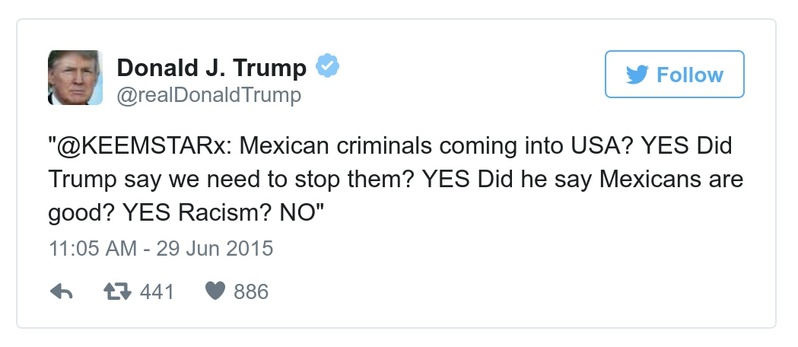 Donald J. Trump
@realDonaldTrump
Follow
"@KEEMSTARx: Mexican criminals coming into USA? YES Did
Trump say we need to stop them? YES Did he say Mexicans are
good? YES Racism? NO"
11:05 AM - 29 Jun 2015
441 886